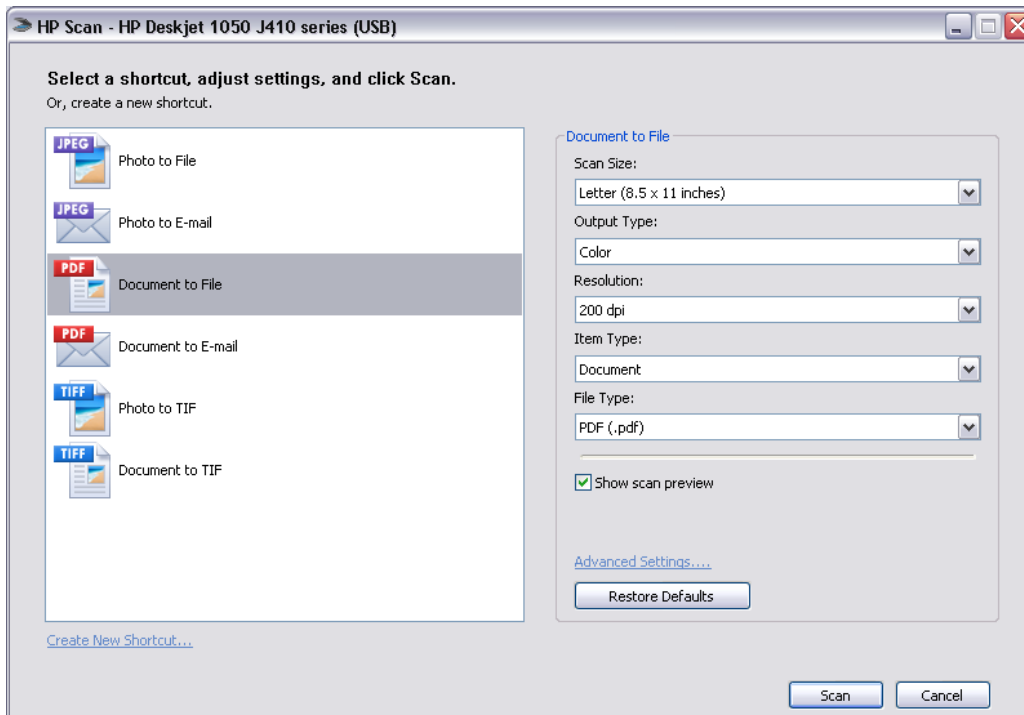 HP Scan - HP Deskjet 1050 J410 series (USB)
Select a shortcut, adjust settings, and click Scan.
Or, create a new shortcut.
JPEG
Photo to File
JPEG
Photo to E-mail
PDF
Document to File
PDF
Document to E-mail
TIFF
Photo to TIF
TIFF
Document to TIF
Create New Shortcut...
Document to File
Scan Size:
Letter (8.5 x 11 inches)
Output Type:
Color
Resolution:
200 dpi
Item Type:
Document
File Type:
PDF (.pdf)
Show scan preview
Advanced Settings....
Restore Defaults
Scan
Cancel